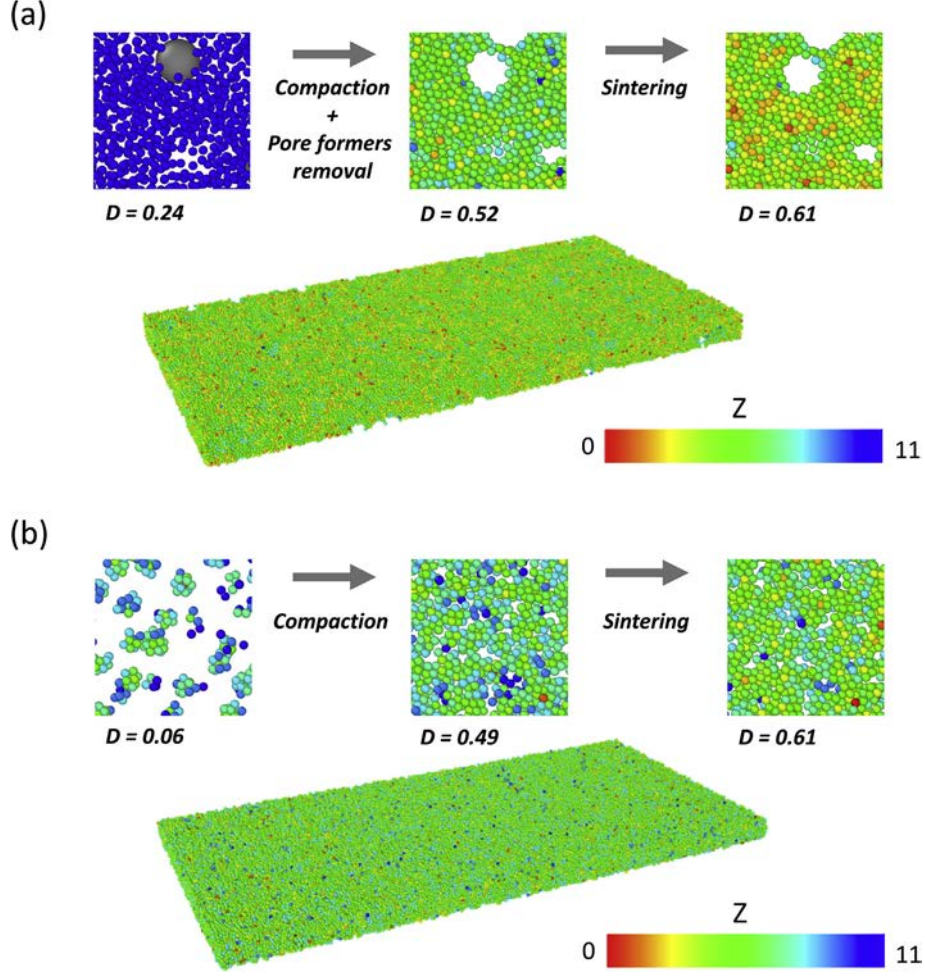 (a)
Compaction
+
Pore formers
removal
Sintering
D = 0.24
D = 0.52
D = 0.61
Z
0
11
(b)
Compaction
Sintering
D = 0.06
D = 0.49
D = 0.61
Z
0
11